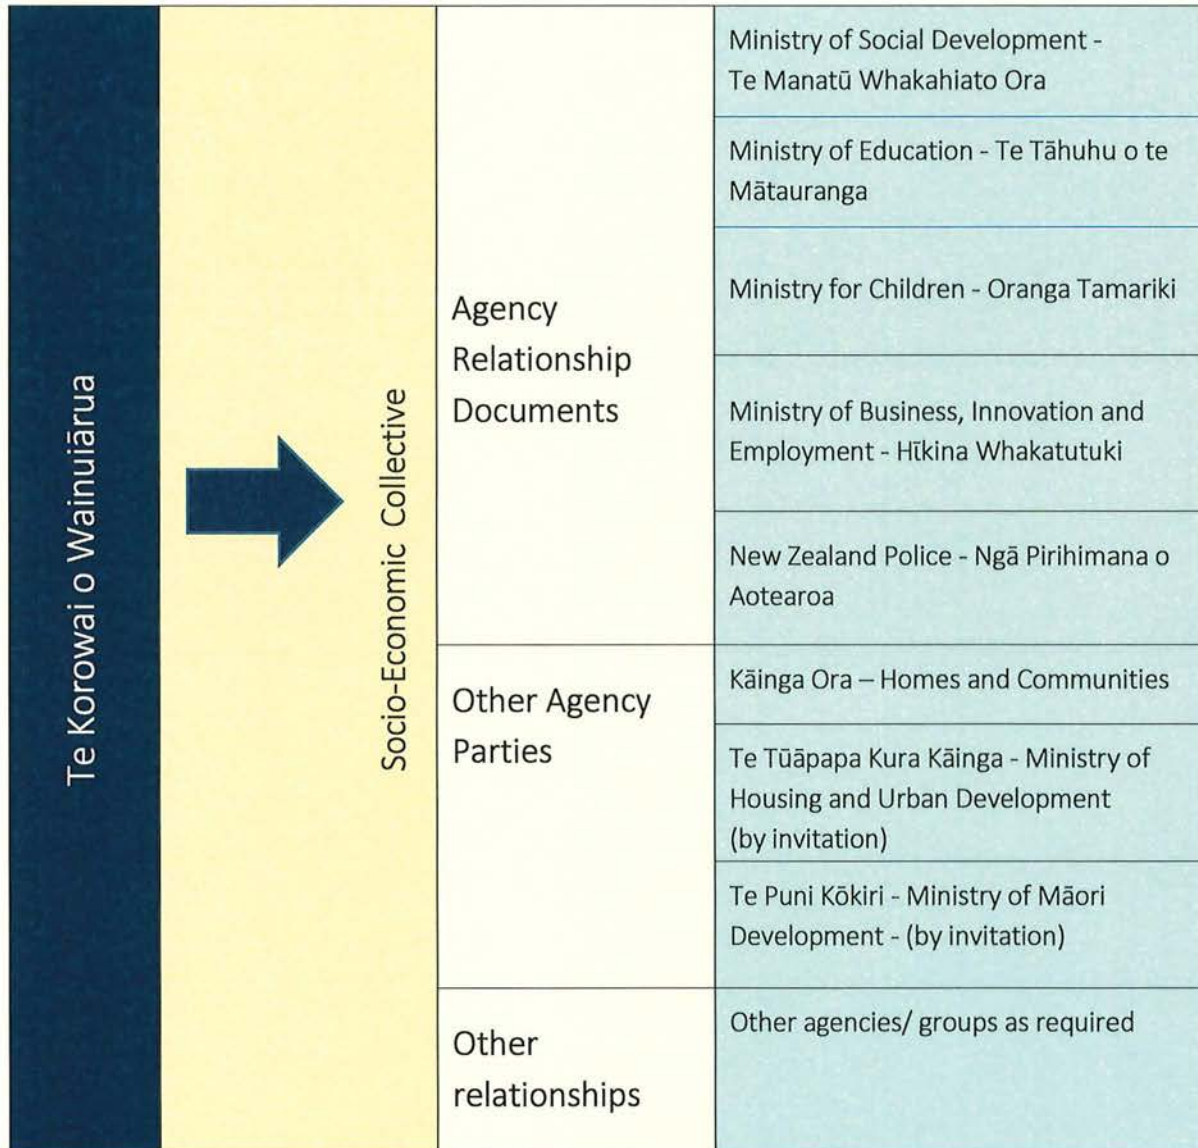 Te Korowai o Wainuiārua
Socio-Economic Collective
Agency
Relationship
Documents
Ministry of Social Development -
Te Manatū Whakahiato Ora
Ministry of Education - Te Tāhuhu o te
Mātauranga
Ministry for Children - Oranga Tamariki
Ministry of Business, Innovation and
Employment - Hīkina Whakatutuki
New Zealand Police - Ngā Pirihimana o
Aotearoa
Other Agency
Parties
Kāinga Ora – Homes and Communities
Te Tūāpapa Kura Kāinga - Ministry of
Housing and Urban Development
(by invitation)
Te Puni Kōkiri - Ministry of Māori
Development - (by invitation)
Other
relationships
Other agencies/ groups as required